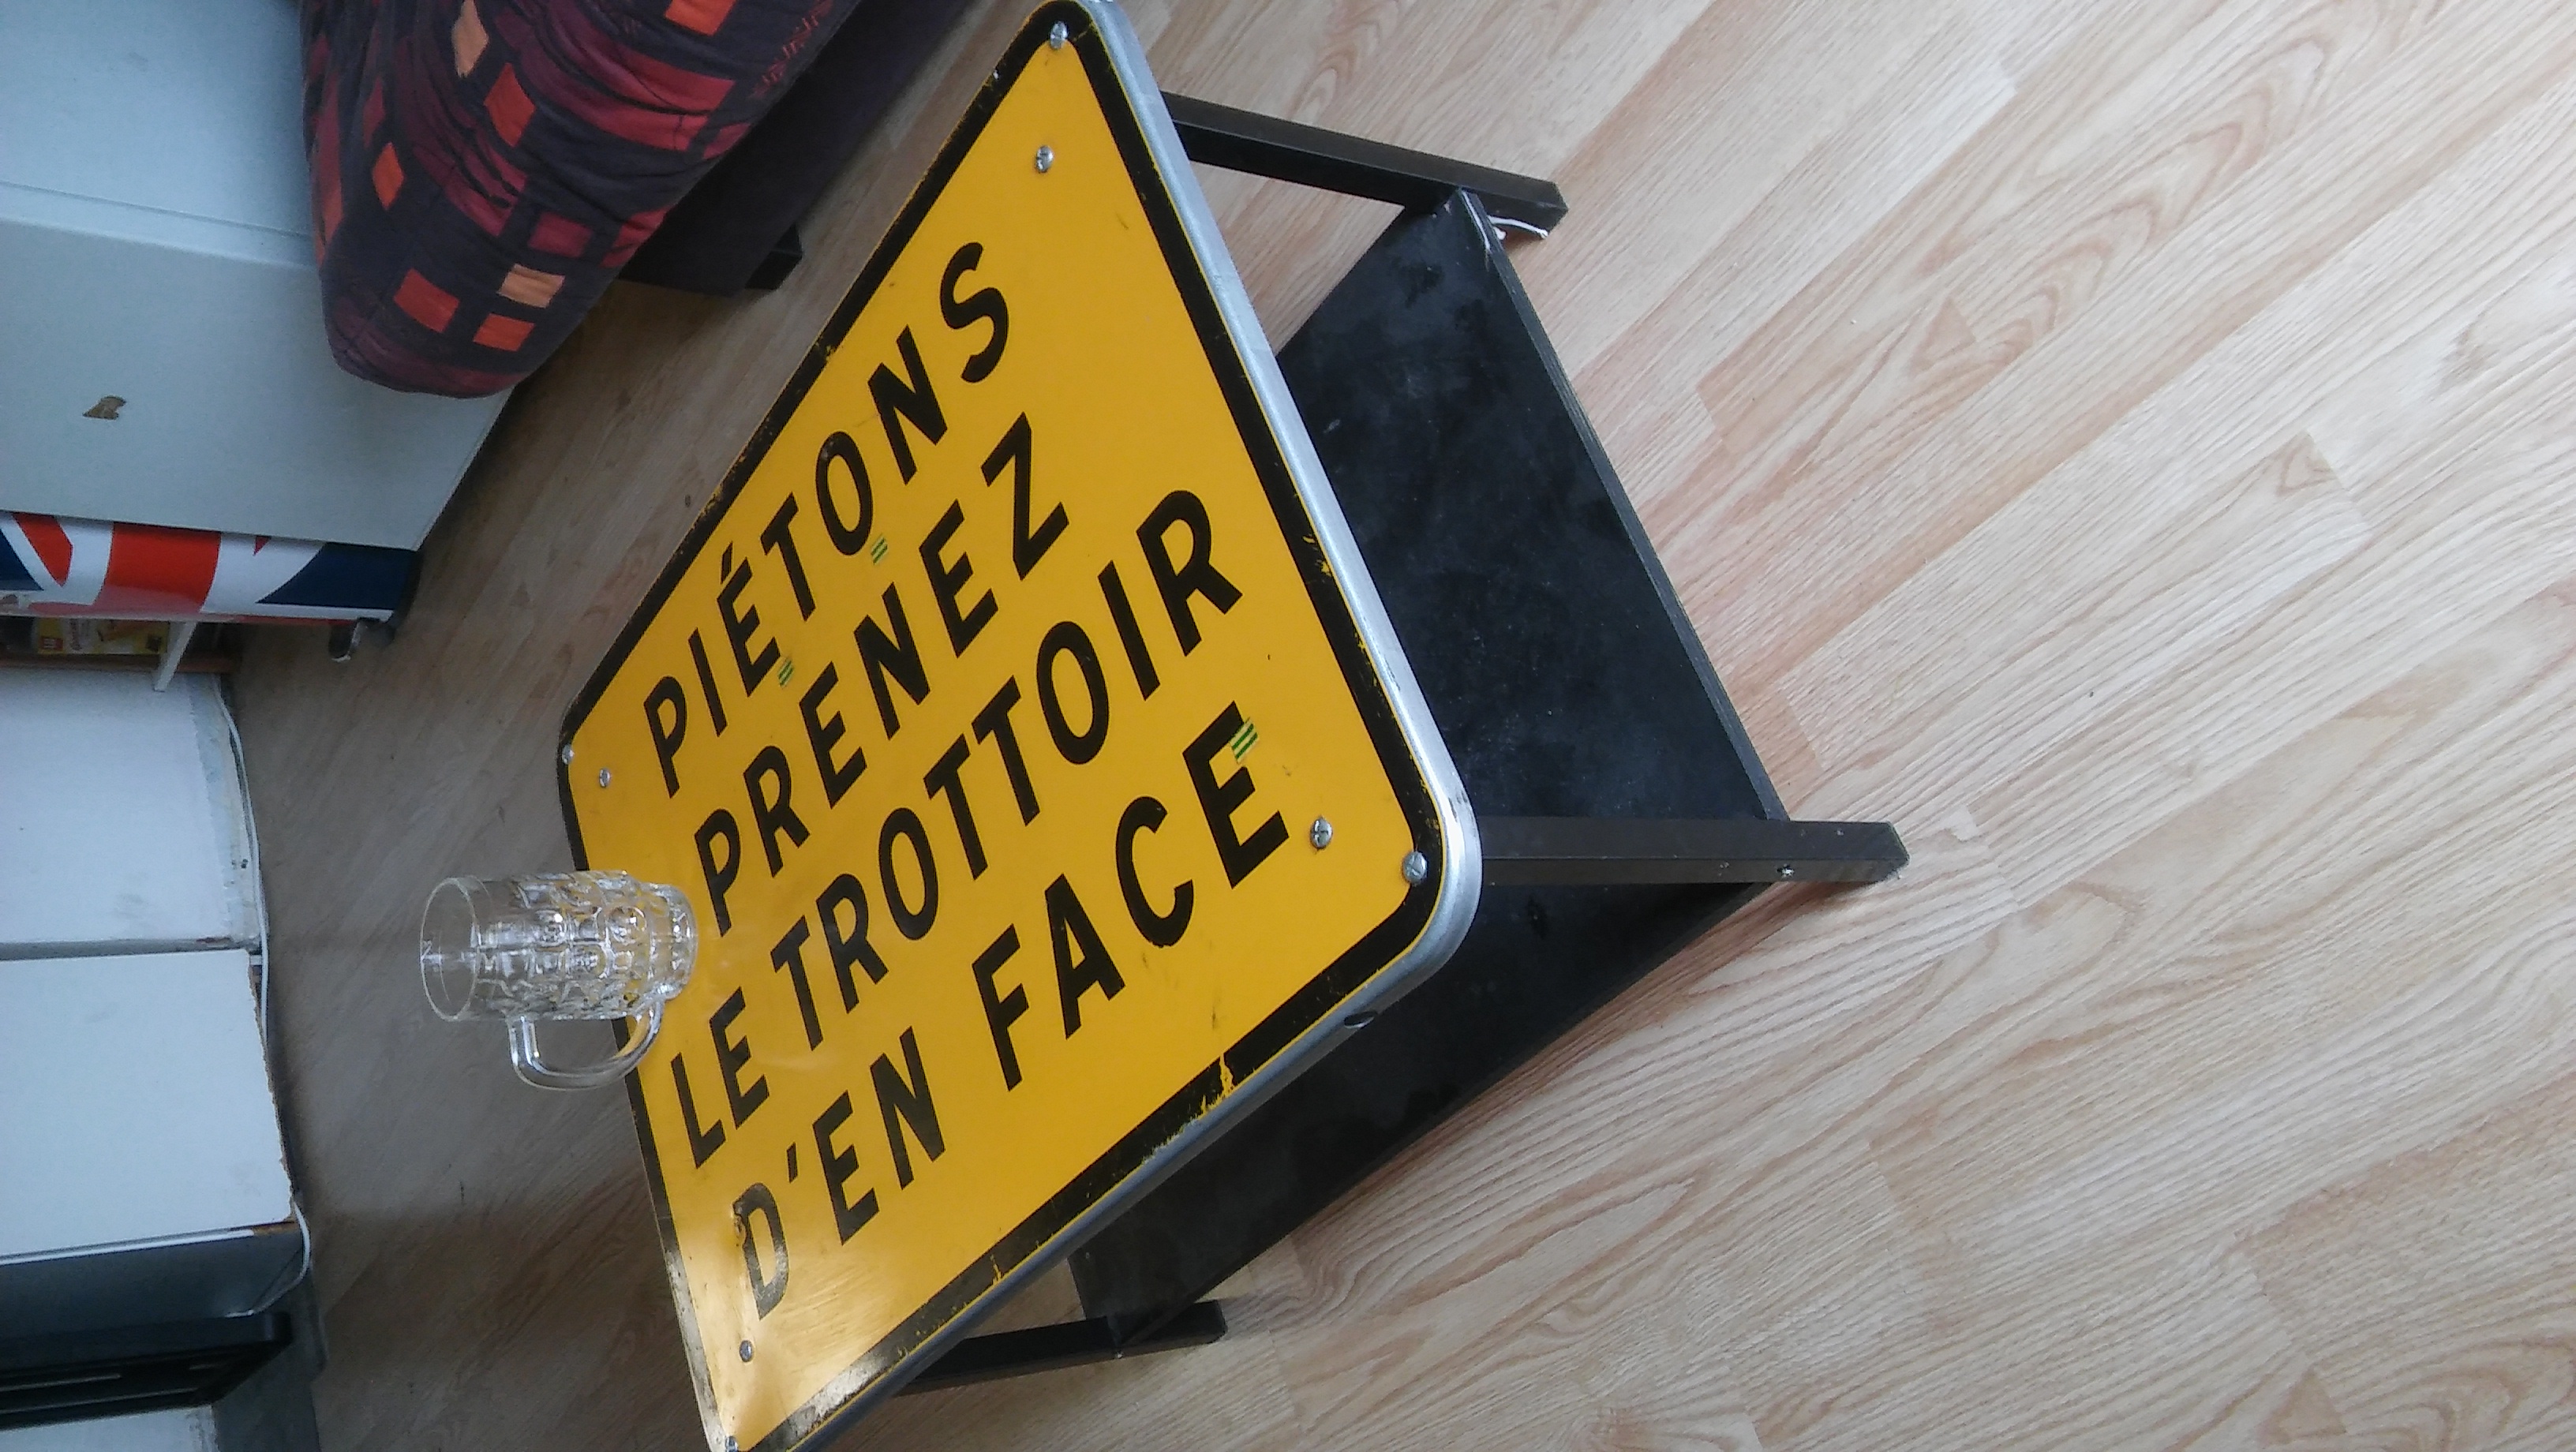 PIÉTONS
PRENEZ
LE TROTTOIR
D'EN FACE